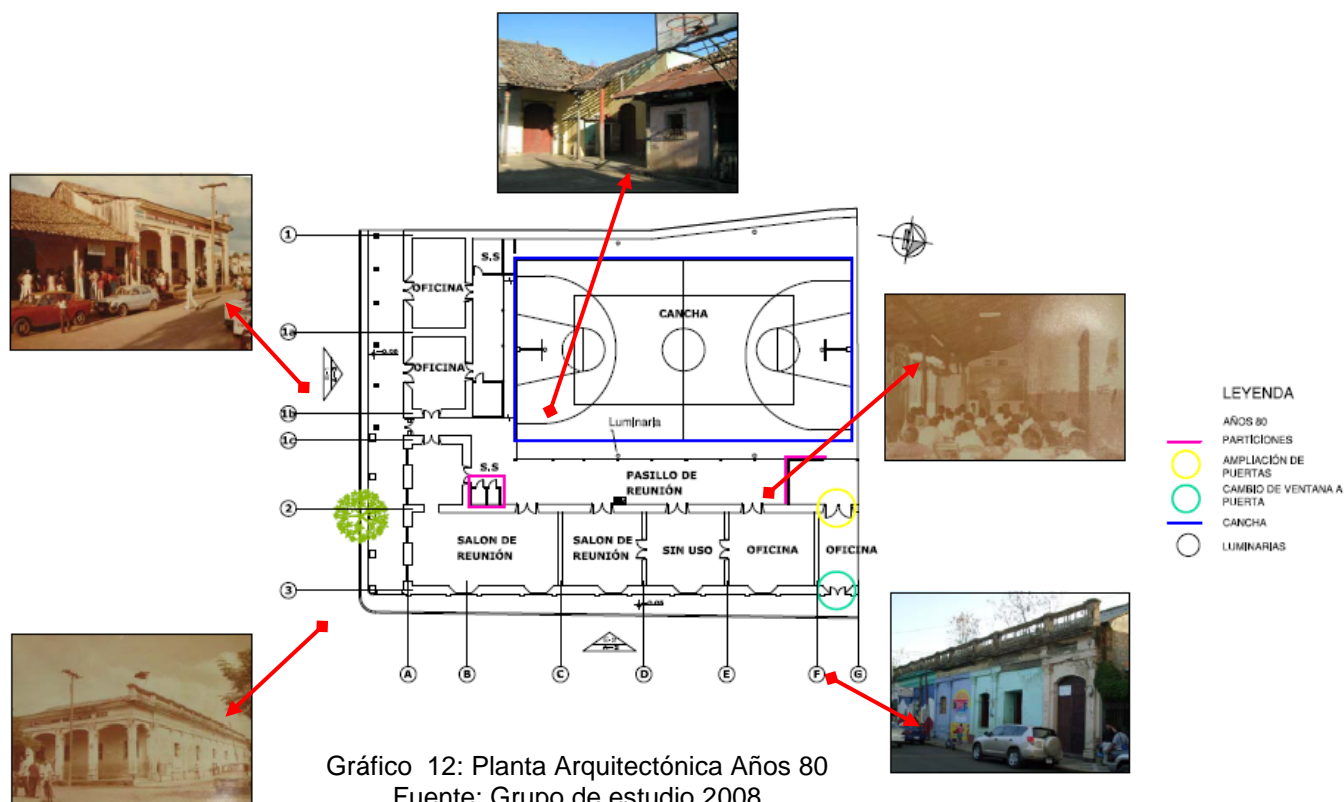 1
S.S
OFICINA
CANCHA
1a
-0.05
OFICINA
1b
Luminaria
1c
S.S
PASILLO DE
REUNIÓN
2
SALON DE
REUNIÓN
SALON DE
REUNIÓN
SIN USO
OFICINA
OFICINA
3
A
B
C
D
E
F
G
LEYENDA
AÑOS 80
PARTICIONES
AMPLIACIÓN DE
PUERTAS
CAMBIO DE VENTANA A
PUERTA
CANCHA
LUMINARIAS
Gráfico 12: Planta Arquitectónica Años 80
Fuente: Grupo de estudio 2008